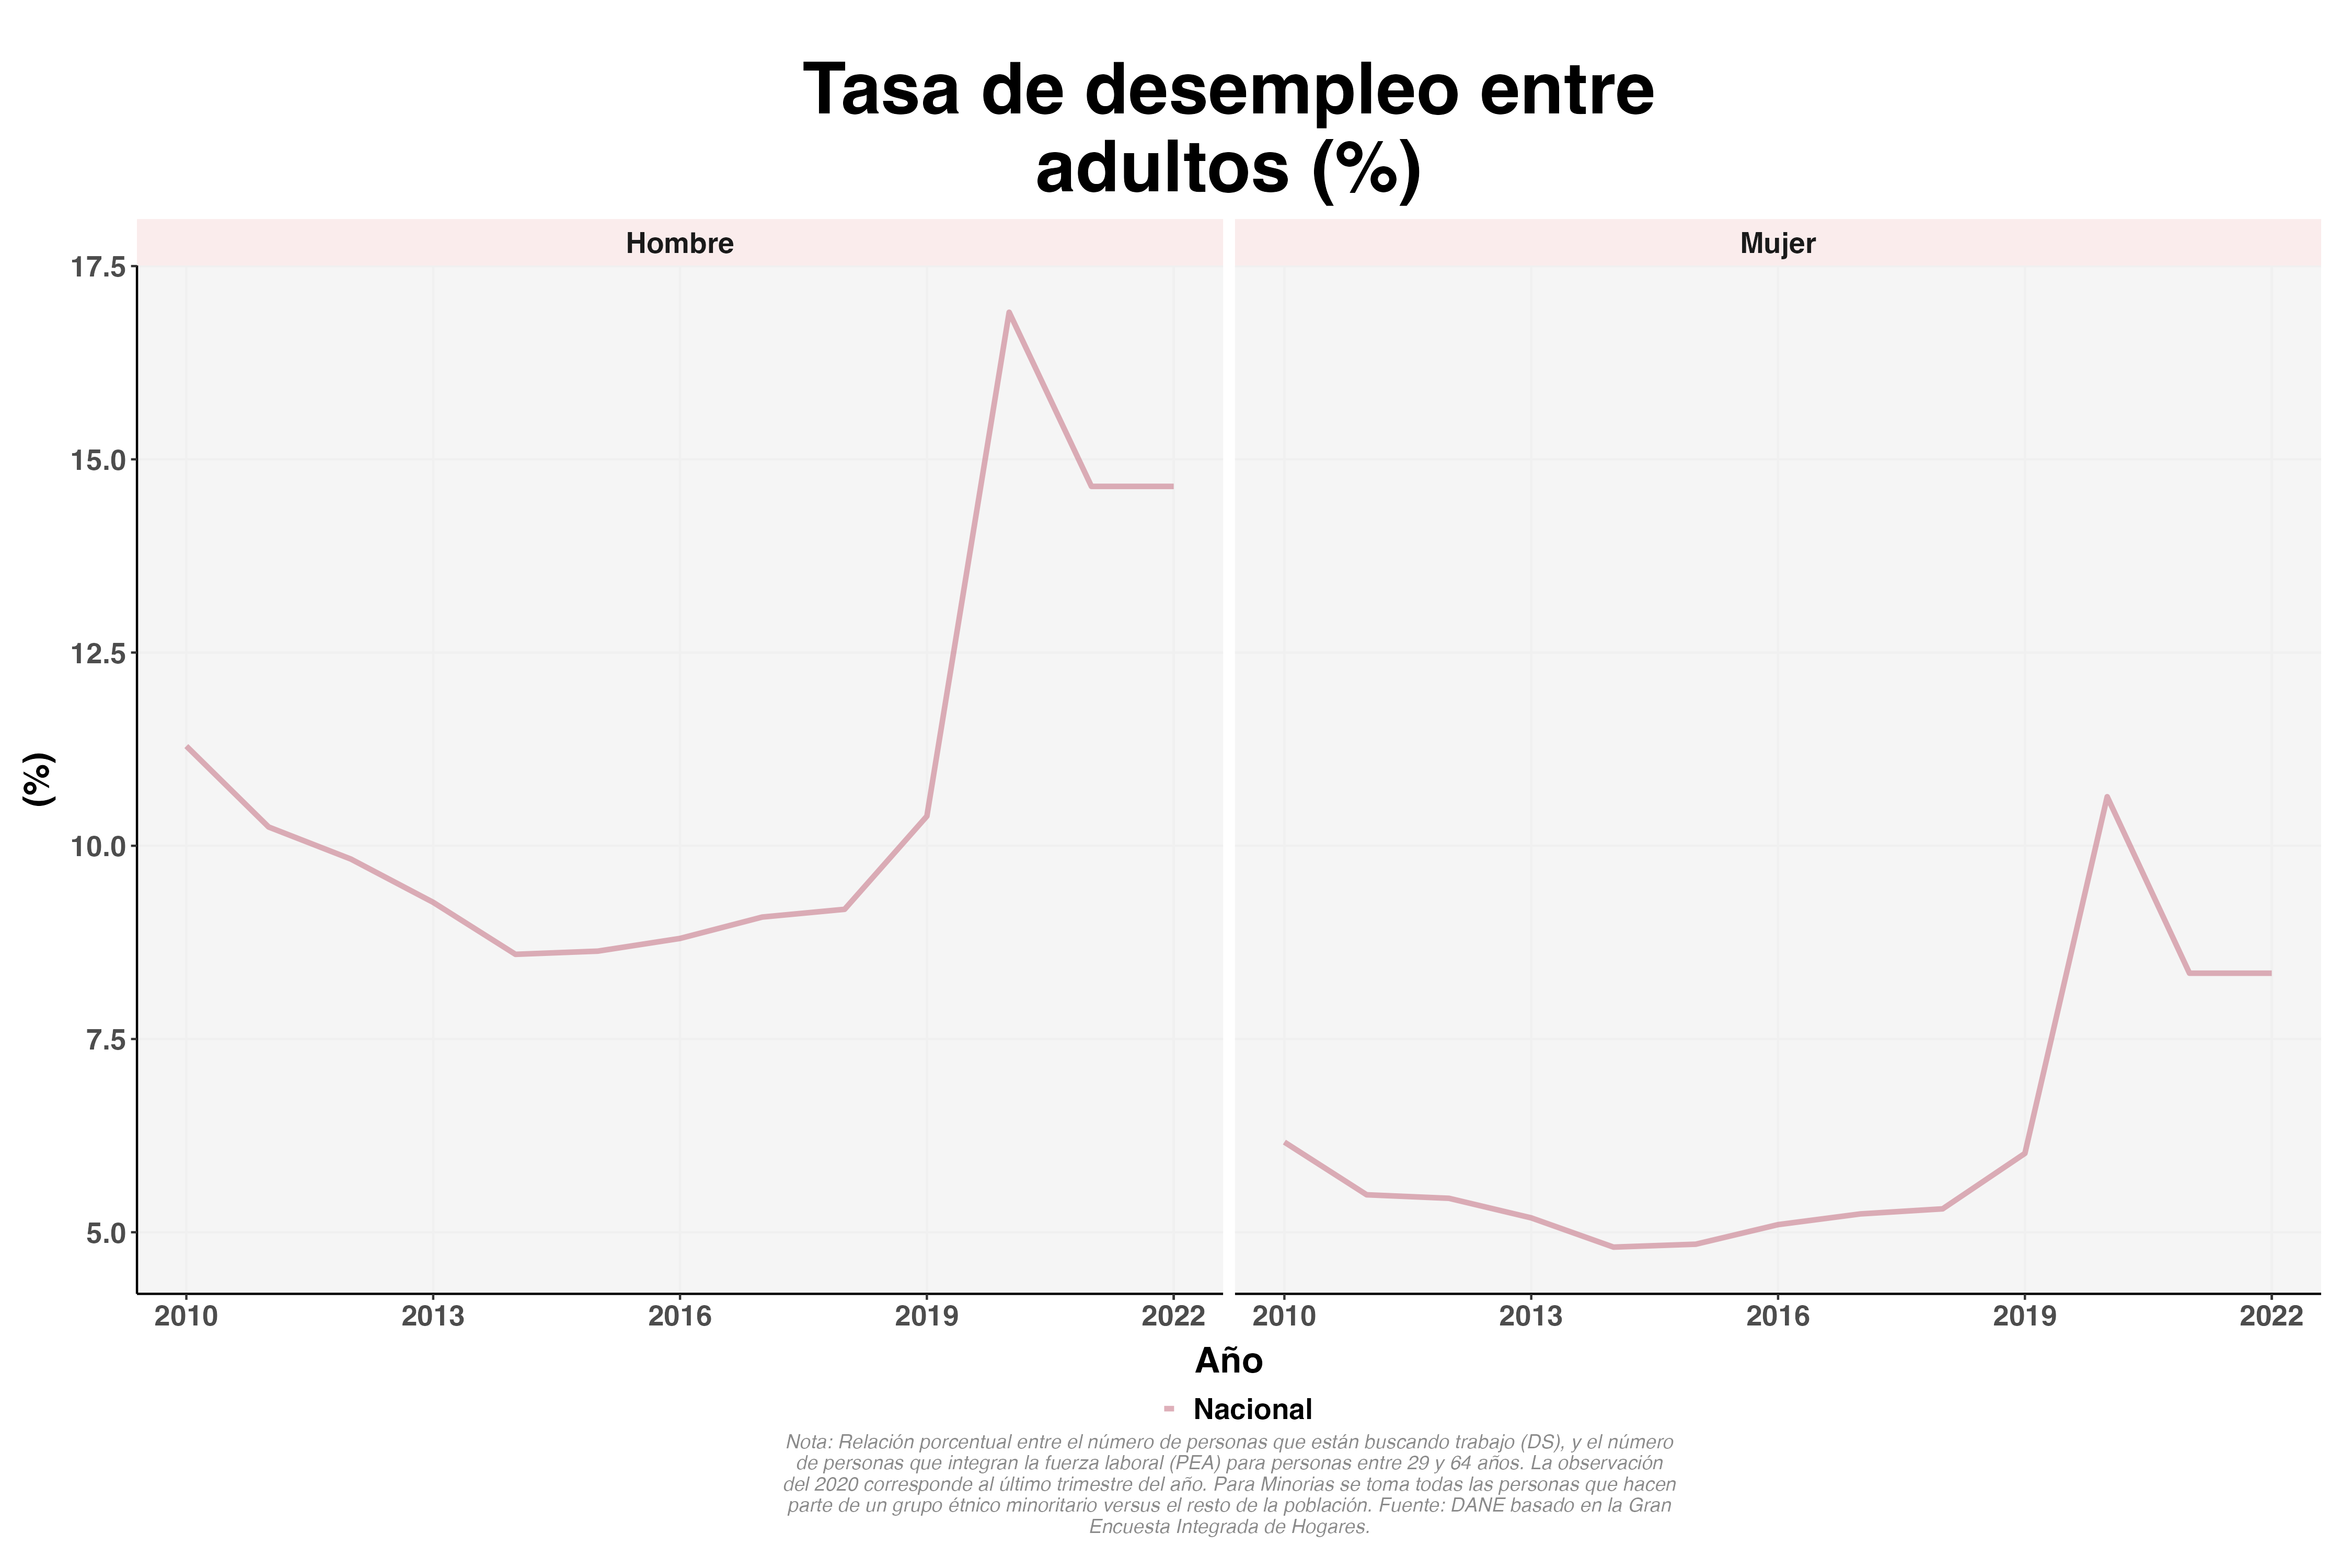 Tasa de desempleo entre
adultos (%)
Hombre
Mujer
17.5
15.0
12.5
10.0
7.5
5.0
(%)
2010 2013 2016 2019 2022
2010 2013 2016 2019 2022
Año
Nacional
Nota: Relación porcentual entre el número de personas que están buscando trabajo (DS), y el número
de personas que integran la fuerza laboral (PEA) para personas entre 29 y 64 años. La observación
del 2020 corresponde al último trimestre del año. Para Minorias se toma todas las personas que hacen
parte de un grupo étnico minoritario versus el resto de la población. Fuente: DANE basado en la Gran
Encuesta Integrada de Hogares.